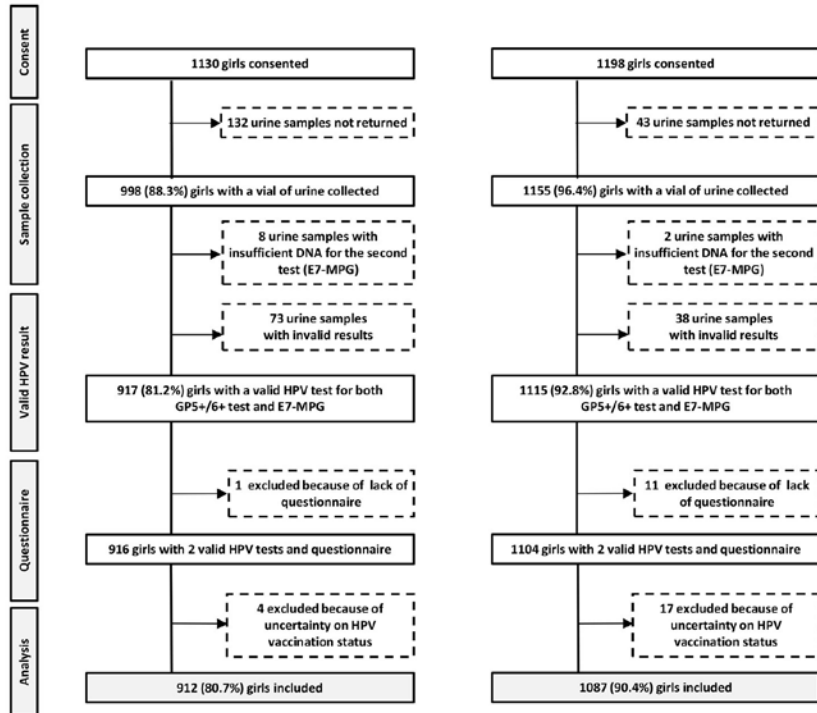 Consent
1130 girls consented
1198 girls consented
Sample collection
132 urine samples not returned
43 urine samples not returned
998 (88.3%) girls with a vial of urine collected
1155 (96.4%) girls with a vial of urine collected
8 urine samples with
insufficient DNA for the second
test (E7-MPG)
2 urine samples with
insufficient DNA for the second
test (E7-MPG)
Valid HPV result
73 urine samples
with invalid results
38 urine samples
with invalid results
917 (81.2%) girls with a valid HPV test for both
GP5+/6+ test and E7-MPG
1115 (92.8%) girls with a valid HPV test for both
GP5+/6+ test and E7-MPG
Questionnaire
1 excluded because of lack of
questionnaire
11 excluded because of lack
of questionnaire
916 girls with 2 valid HPV tests and questionnaire
1104 girls with 2 valid HPV tests and questionnaire
Analysis
4 excluded because of
uncertainty on HPV
vaccination status
17 excluded because of
uncertainty on HPV
vaccination status
912 (80.7%) girls included
1087 (90.4%) girls included